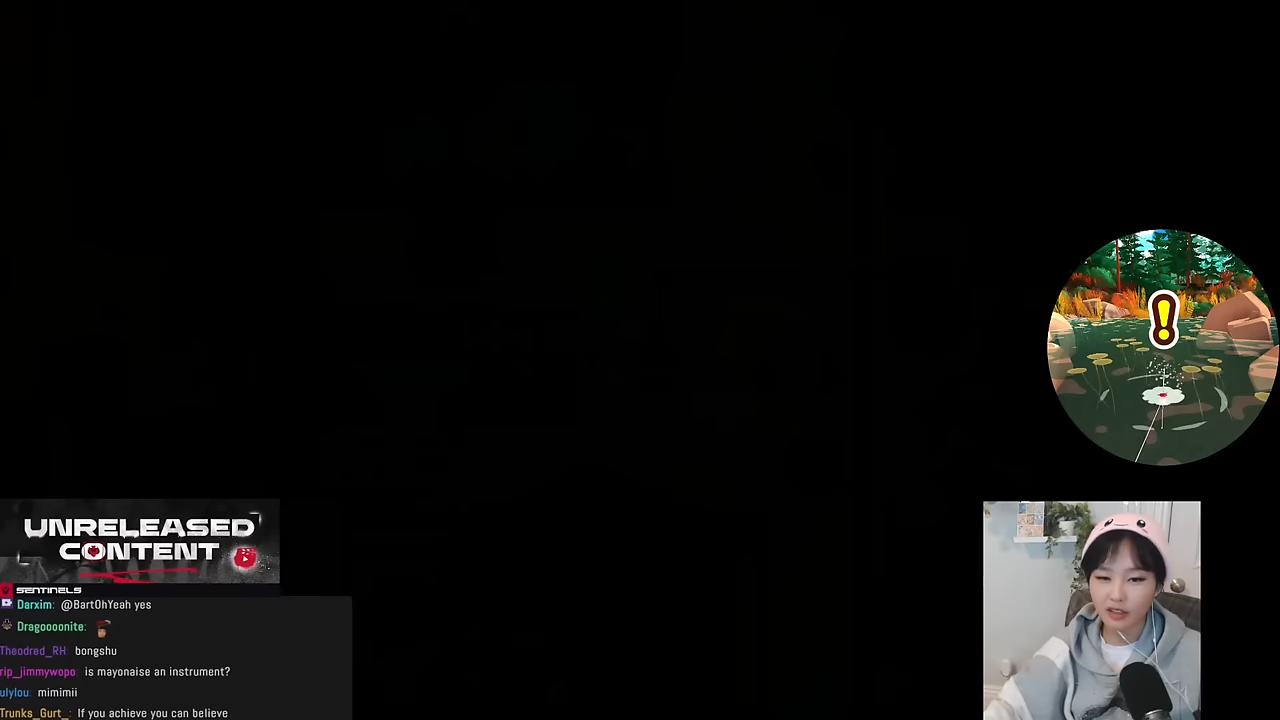 UNRELEASED
CONTENT
SENTINELS
Darxim: @BartOhYeah yes
Dragoooonite:
Theodred_RH: bongshu
rip_jimmywopo: is mayonaise an instrument?
ulylou: mimimii
Trunks_Gurt_: If you achieve you can believe